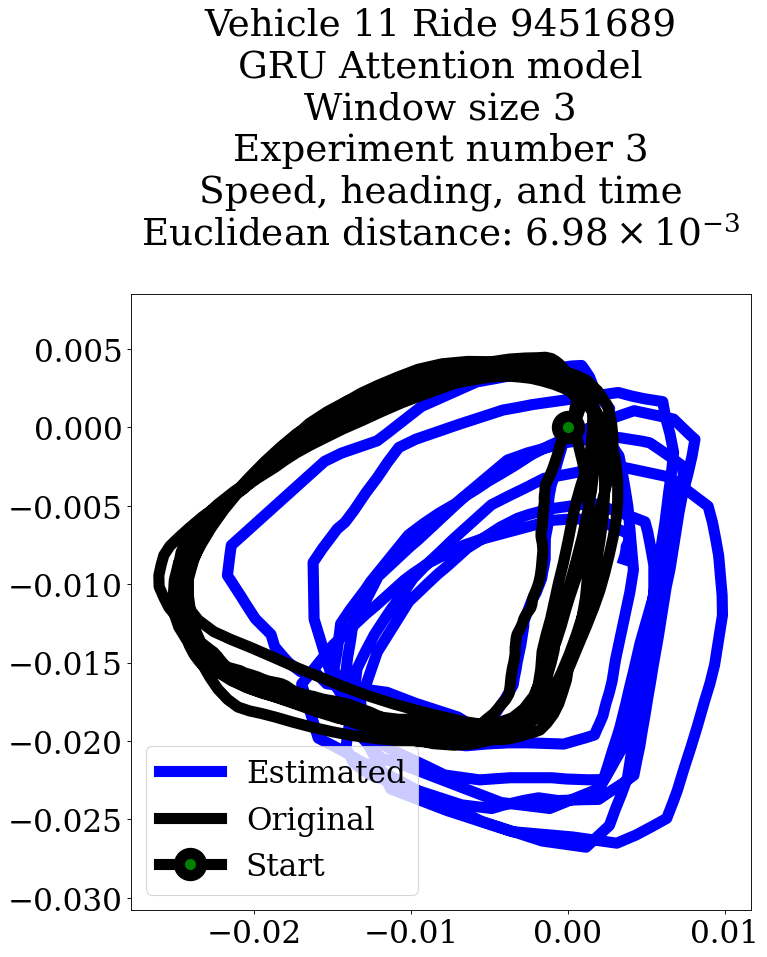 Vehicle 11 Ride 9451689
GRU Attention model
Window size 3
Experiment number 3
Speed, heading, and time
Euclidean distance: 6.98 × 10⁻³
0.005
0.000
−0.005
−0.010
−0.015
−0.020
−0.025
−0.030
Estimated
Original
Start
−0.02 −0.01 0.00 0.01